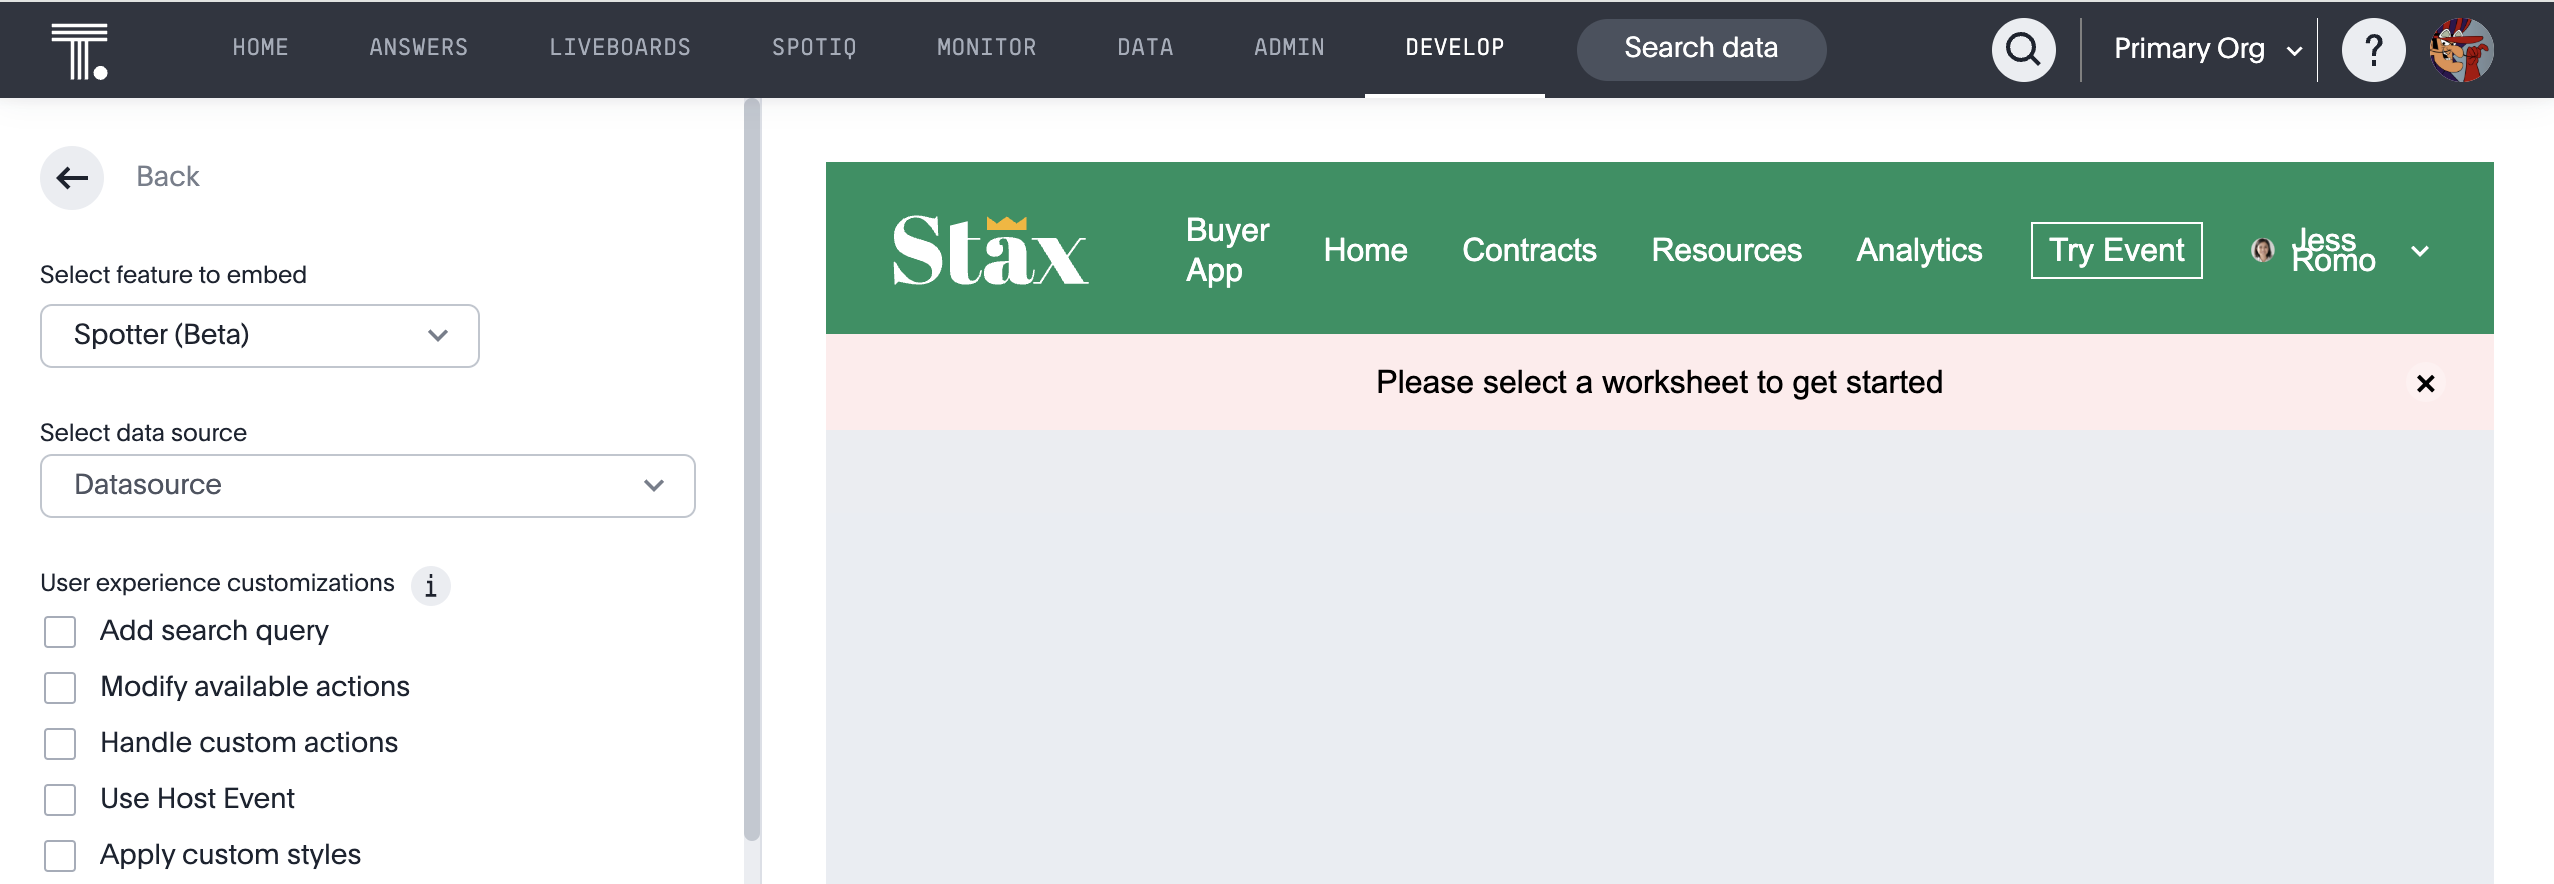 HOME ANSWERS LIVEBOARDS SPOTIQ MONITOR DATA ADMIN DEVELOP Search data Primary Org ?
Back
Select feature to embed
Spotter (Beta)
Select data source
Datasource
User experience customizations i
Add search query
Modify available actions
Handle custom actions
Use Host Event
Apply custom styles
Stax
Buyer
App
Home Contracts Resources Analytics Try Event
Jess
Romo
Please select a worksheet to get started